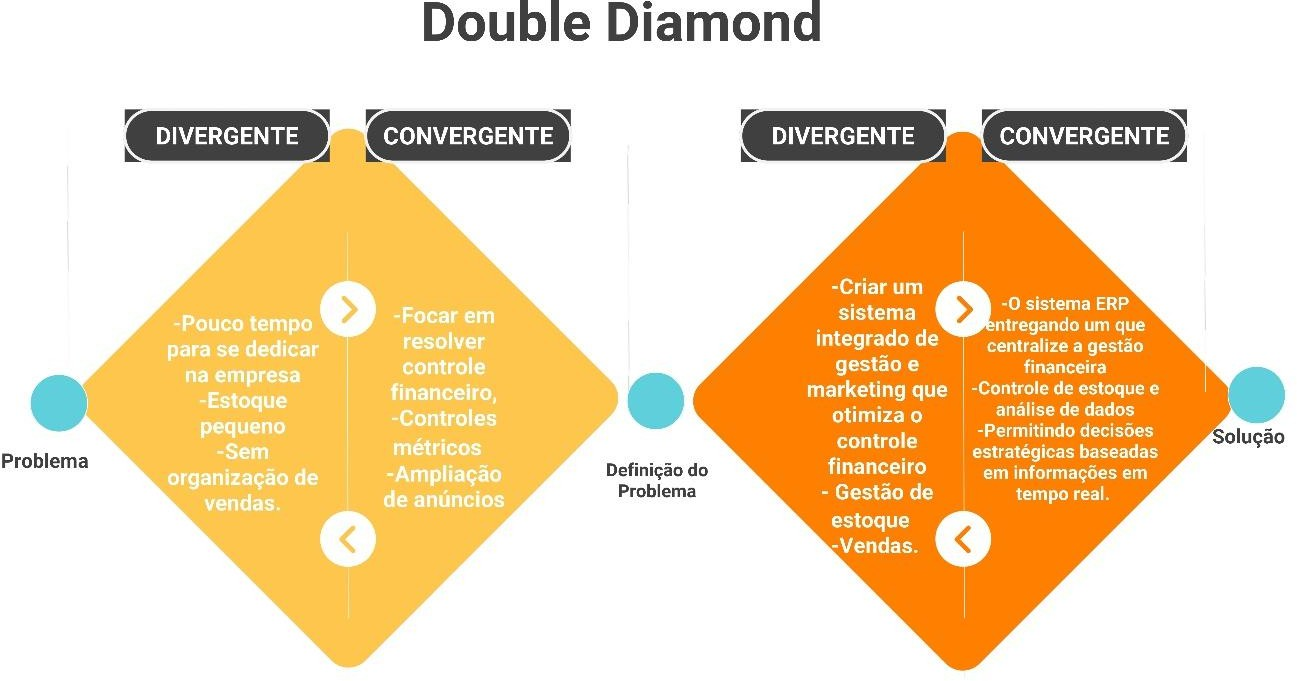 Double Diamond
DIVERGENTE
CONVERGENTE
DIVERGENTE
CONVERGENTE
-Pouco tempo
para se dedicar
na empresa
-Estoque
pequeno
-Sem
organização de
vendas.
-Focar em
resolver
controle
financeiro,
-Controles
métricos
-Ampliação
de anúncios
-Criar um
sistema
integrado de
gestão e
marketing que
otimiza o
controle
financeiro
- Gestão de
estoque
-Vendas.
-O sistema ERP
entregando um que
centralize a gestão
financeira
-Controle de estoque e
análise de dados
-Permitindo decisões
estratégicas baseadas
em informações em
tempo real.
Problema
Definição do
Problema
Solução